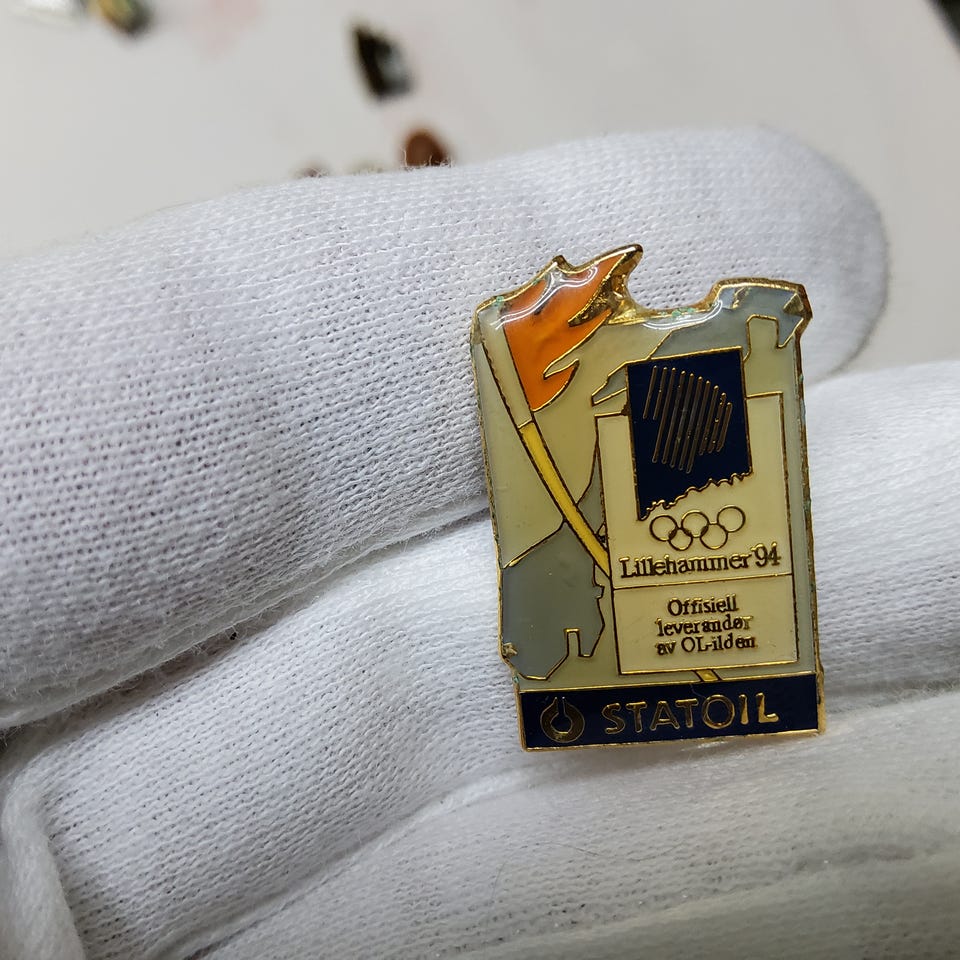 Lillehammer '94
Offisiell
leverandør
av OL-ilden
STATOIL